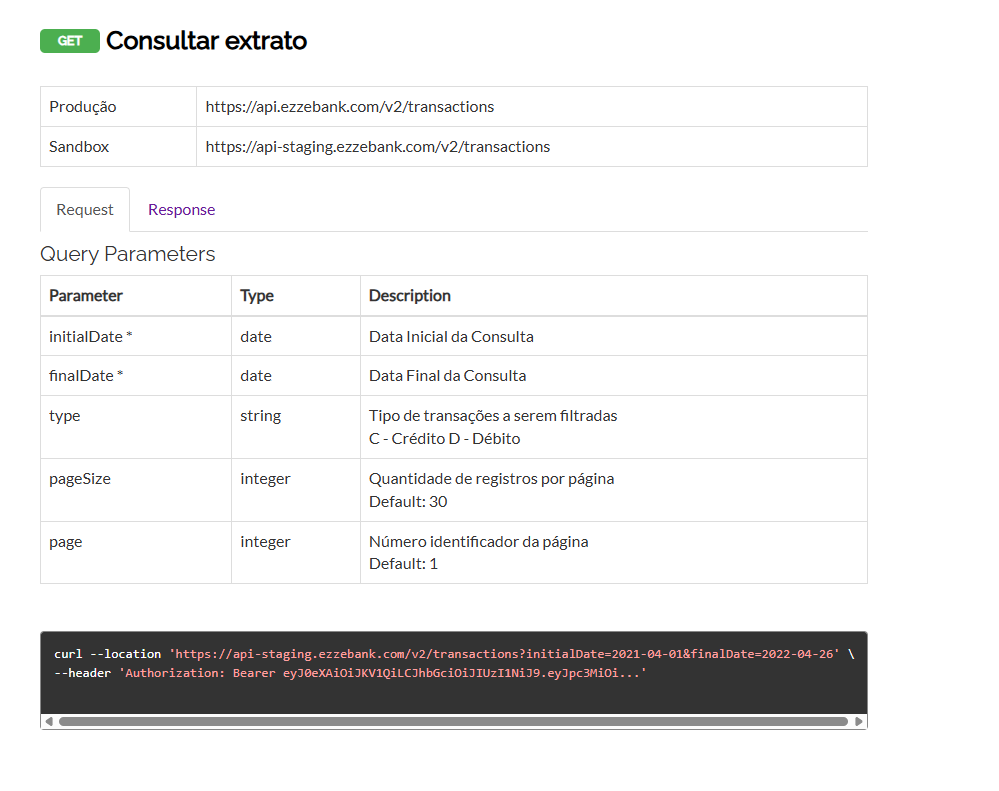 GET Consultar extrato
Produção https://api.ezzebank.com/v2/transactions
Sandbox https://api-staging.ezzebank.com/v2/transactions
Request Response
Query Parameters
Parameter Type Description
initialDate * date Data Inicial da Consulta
finalDate * date Data Final da Consulta
type string Tipo de transações a serem filtradas
C - Crédito D - Débito
pageSize integer Quantidade de registros por página
Default: 30
page integer Número identificador da página
Default: 1
curl --location 'https://api-staging.ezzebank.com/v2/transactions?initialDate=2021-04-01&finalDate=2022-04-26' \
--header 'Authorization: Bearer eyJ0eXAiOiJKV1QiLCJhbGciOiJIUzI1NiJ9.eyJpc3MiOi...'